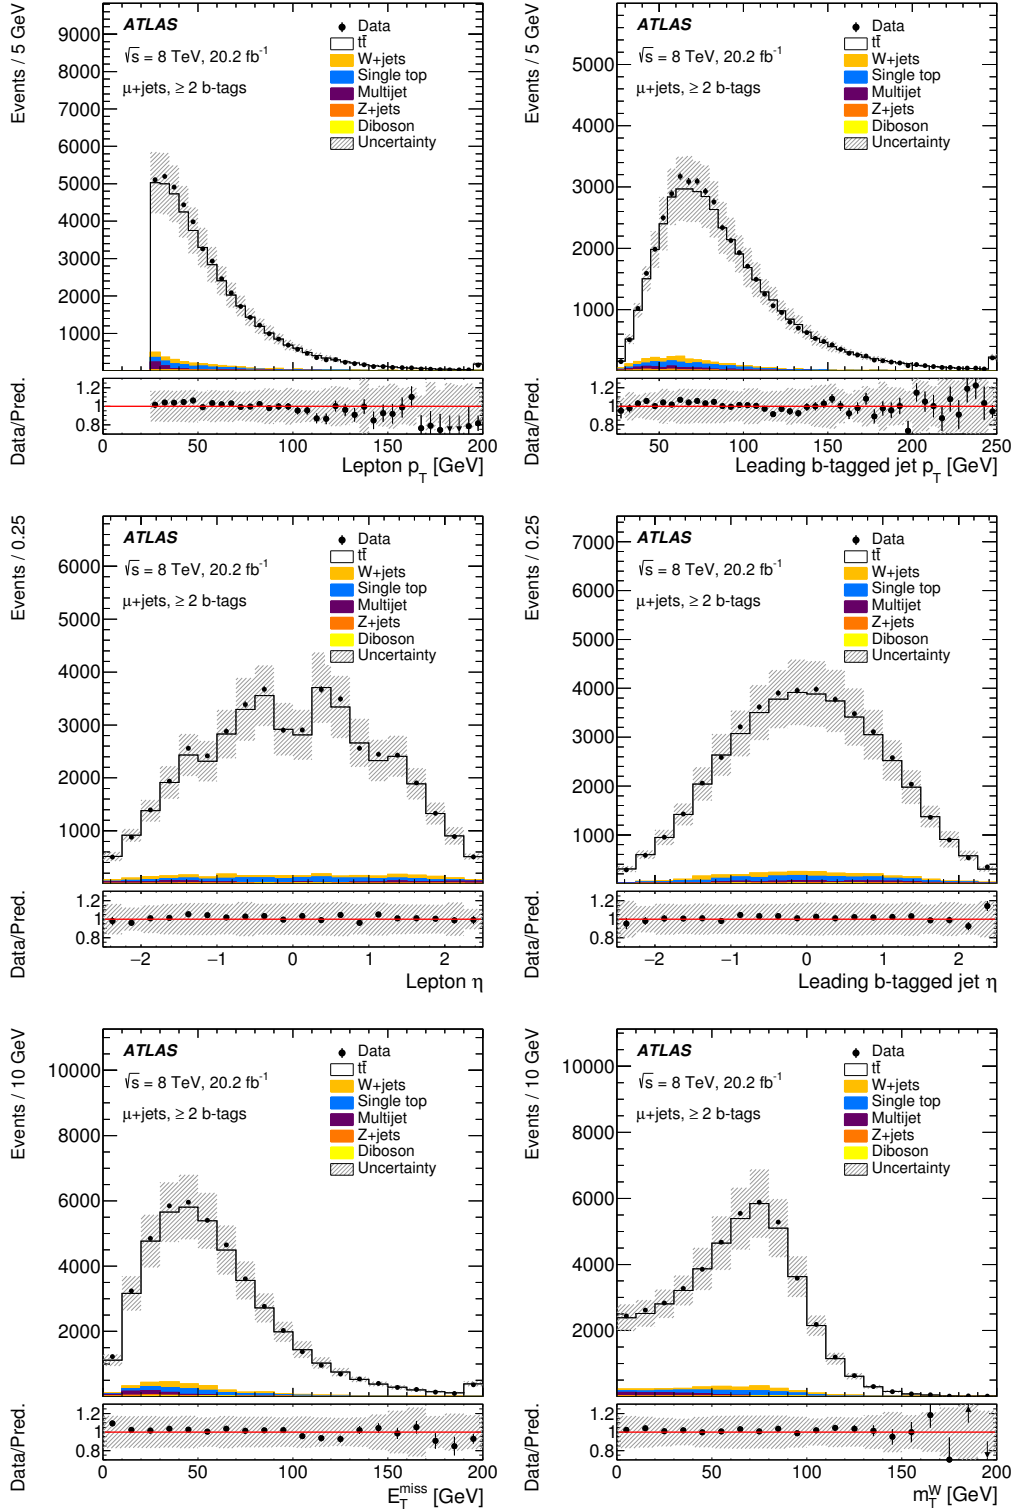 Events / 5 GeV
9000
8000
7000
6000
5000
4000
3000
2000
1000
ATLAS
√s = 8 TeV, 20.2 fb⁻¹
μ+jets, ≥ 2 b-tags
Data
tt̄
W+jets
Single top
Multijet
Z+jets
Diboson
Uncertainty
Data/Pred.
1.2
1
0.8
0 50 100 150 200
Lepton p_T [GeV]
Events / 5 GeV
5000
4000
3000
2000
1000
ATLAS
√s = 8 TeV, 20.2 fb⁻¹
μ+jets, ≥ 2 b-tags
Data
tt̄
W+jets
Single top
Multijet
Z+jets
Diboson
Uncertainty
Data/Pred.
1.2
1
0.8
50 100 150 200 250
Leading b-tagged jet p_T [GeV]
Events / 0.25
6000
5000
4000
3000
2000
1000
ATLAS
√s = 8 TeV, 20.2 fb⁻¹
μ+jets, ≥ 2 b-tags
Data
tt̄
W+jets
Single top
Multijet
Z+jets
Diboson
Uncertainty
Data/Pred.
1.2
1
0.8
−2 −1 0 1 2
Lepton η
Events / 0.25
7000
6000
5000
4000
3000
2000
1000
ATLAS
√s = 8 TeV, 20.2 fb⁻¹
μ+jets, ≥ 2 b-tags
Data
tt̄
W+jets
Single top
Multijet
Z+jets
Diboson
Uncertainty
Data/Pred.
1.2
1
0.8
−2 −1 0 1 2
Leading b-tagged jet η
Events / 10 GeV
10000
8000
6000
4000
2000
ATLAS
√s = 8 TeV, 20.2 fb⁻¹
μ+jets, ≥ 2 b-tags
Data
tt̄
W+jets
Single top
Multijet
Z+jets
Diboson
Uncertainty
Data/Pred.
1.2
1
0.8
0 50 100 150 200
E_T^miss [GeV]
Events / 10 GeV
10000
8000
6000
4000
2000
ATLAS
√s = 8 TeV, 20.2 fb⁻¹
μ+jets, ≥ 2 b-tags
Data
tt̄
W+jets
Single top
Multijet
Z+jets
Diboson
Uncertainty
Data/Pred.
1.2
1
0.8
0 50 100 150 200
m_T^W [GeV]